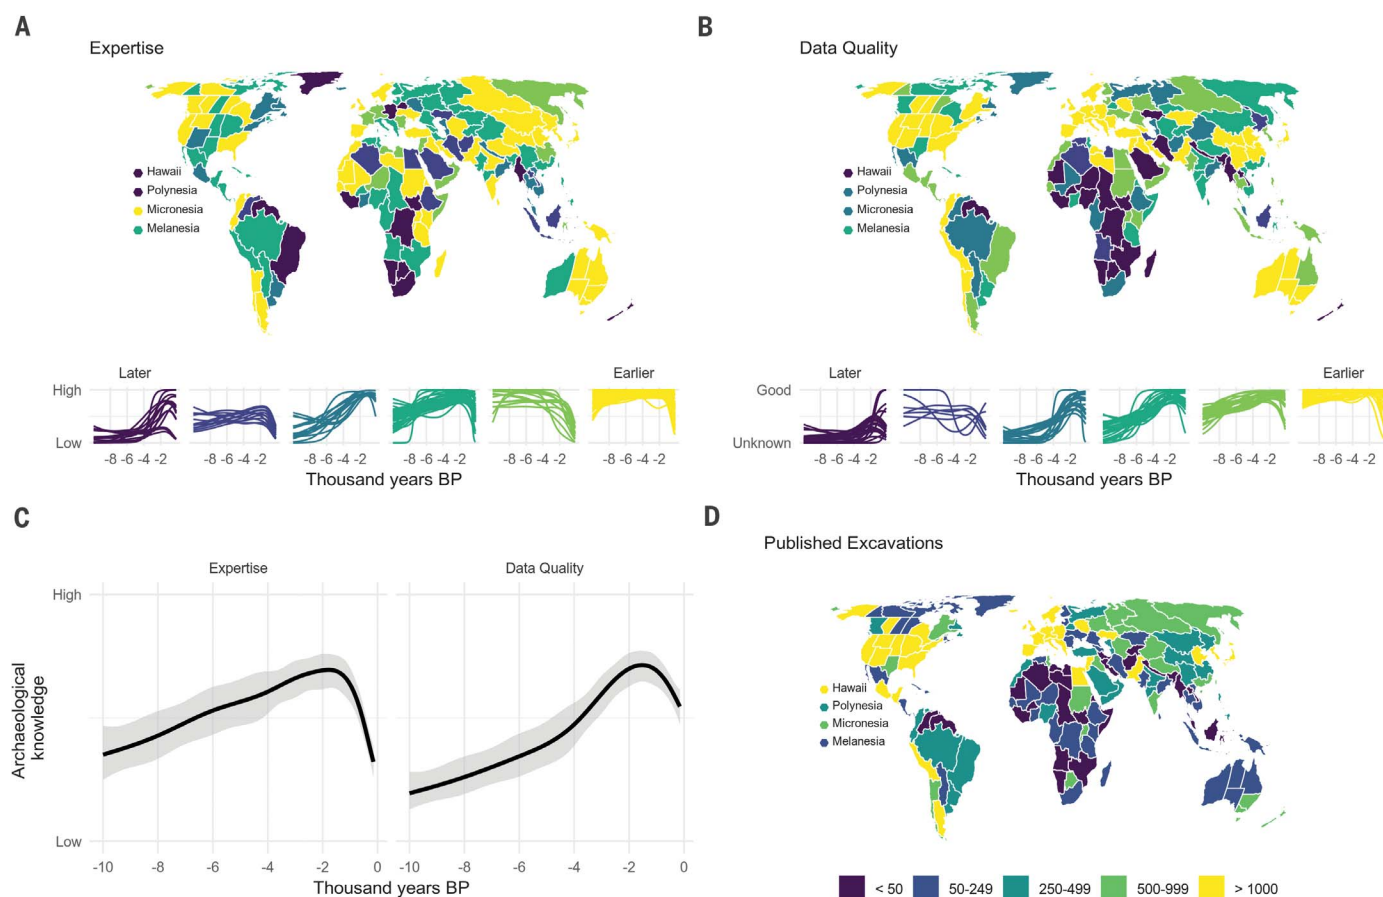 A
Expertise
Hawaii
Polynesia
Micronesia
Melanesia
Later
Earlier
High
Low
-8 -6 -4 -2
-8 -6 -4 -2
-8 -6 -4 -2
-8 -6 -4 -2
-8 -6 -4 -2
-8 -6 -4 -2
Thousand years BP
B
Data Quality
Hawaii
Polynesia
Micronesia
Melanesia
Later
Earlier
Good
Unknown
-8 -6 -4 -2
-8 -6 -4 -2
-8 -6 -4 -2
-8 -6 -4 -2
-8 -6 -4 -2
-8 -6 -4 -2
Thousand years BP
C
Expertise
Data Quality
High
Low
Archaeological
knowledge
-10 -8 -6 -4 -2 0
-10 -8 -6 -4 -2 0
Thousand years BP
D
Published Excavations
Hawaii
Polynesia
Micronesia
Melanesia
< 50 50-249 250-499 500-999 > 1000